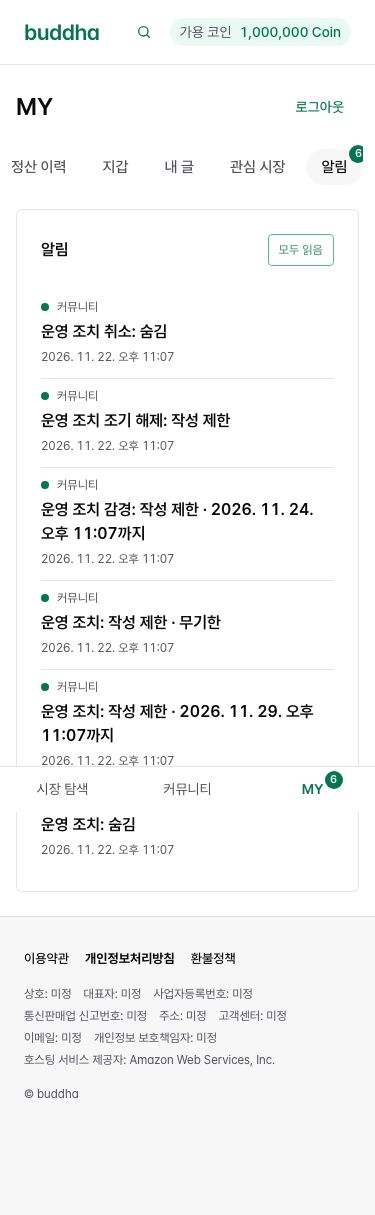 buddha
가용 코인 1,000,000 Coin
MY
로그아웃
정산 이력 지갑 내 글 관심 시장 알림 6
알림
모두 읽음
커뮤니티
운영 조치 취소: 숨김
2026. 11. 22. 오후 11:07
커뮤니티
운영 조치 조기 해제: 작성 제한
2026. 11. 22. 오후 11:07
커뮤니티
운영 조치 감경: 작성 제한 · 2026. 11. 24.
오후 11:07까지
2026. 11. 22. 오후 11:07
커뮤니티
운영 조치: 작성 제한 · 무기한
2026. 11. 22. 오후 11:07
커뮤니티
운영 조치: 작성 제한 · 2026. 11. 29. 오후
11:07까지
2026. 11. 22. 오후 11:07
시장 탐색 커뮤니티 MY 6
운영 조치: 숨김
2026. 11. 22. 오후 11:07
이용약관 개인정보처리방침 환불정책
상호: 미정 대표자: 미정 사업자등록번호: 미정
통신판매업 신고번호: 미정 주소: 미정 고객센터: 미정
이메일: 미정 개인정보 보호책임자: 미정
호스팅 서비스 제공자: Amazon Web Services, Inc.
© buddha